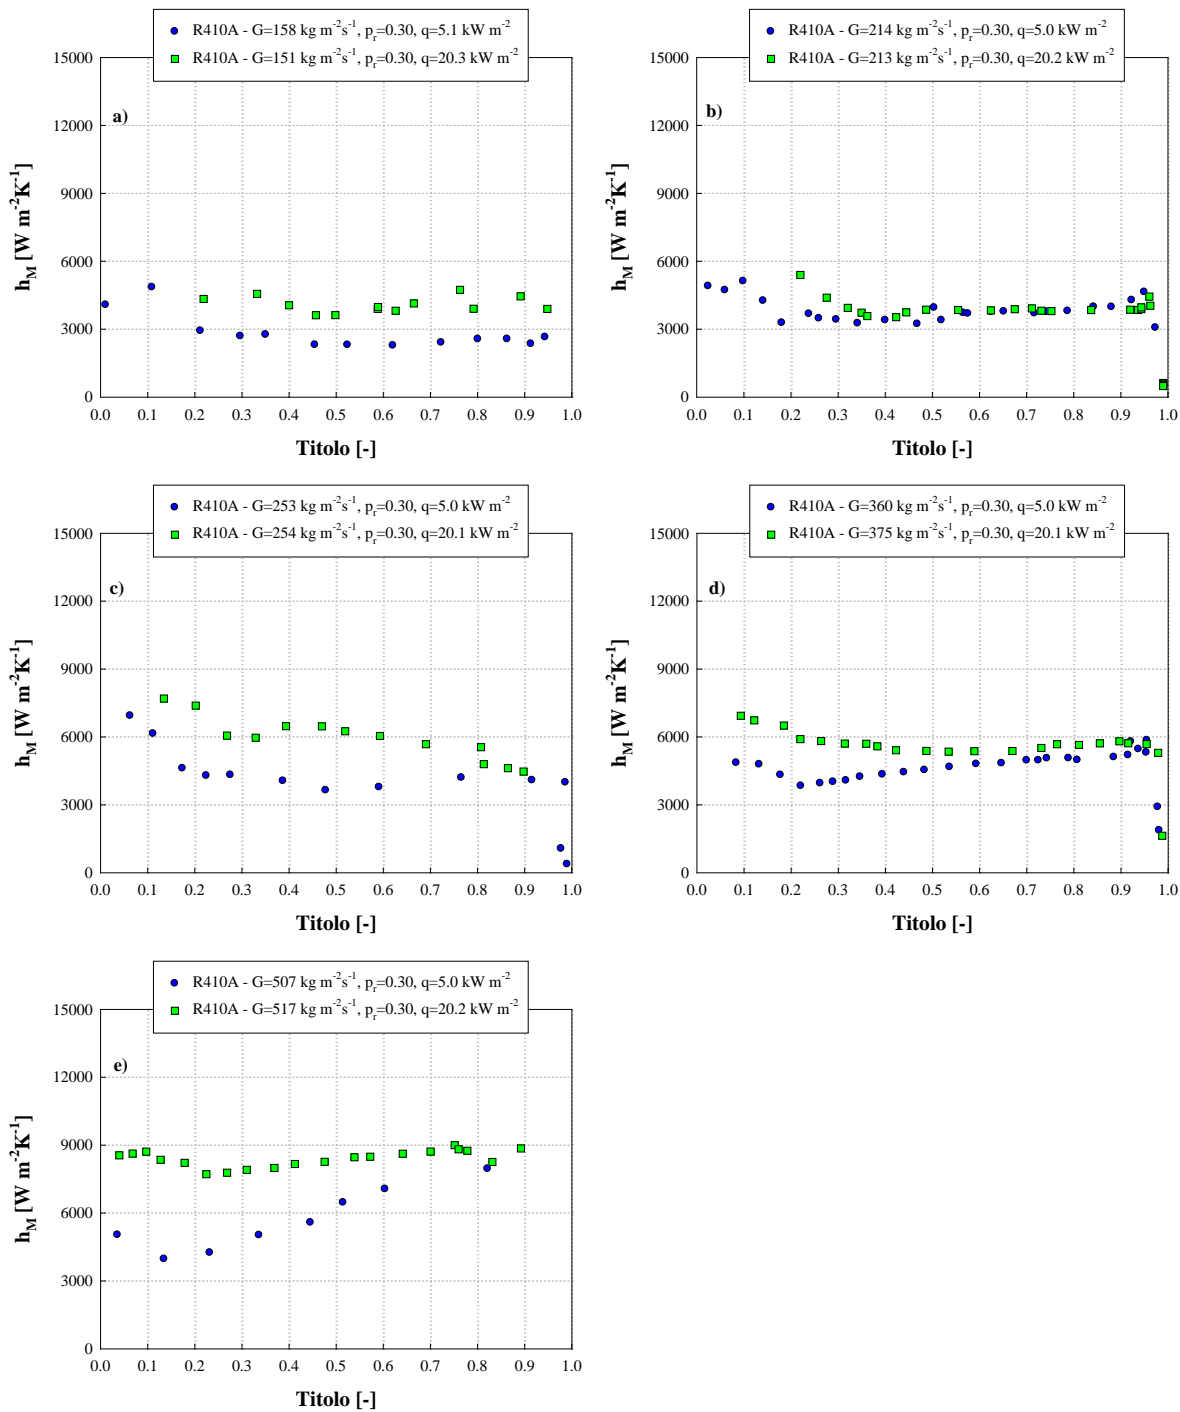 R410A - G=158 kg m⁻²s⁻¹, pᵣ=0.30, q=5.1 kW m⁻²
R410A - G=151 kg m⁻²s⁻¹, pᵣ=0.30, q=20.3 kW m⁻²
15000
12000
9000
6000
3000
0
a)
h_M [W m⁻²K⁻¹]
0.0 0.1 0.2 0.3 0.4 0.5 0.6 0.7 0.8 0.9 1.0
Titolo [-]
R410A - G=214 kg m⁻²s⁻¹, pᵣ=0.30, q=5.0 kW m⁻²
R410A - G=213 kg m⁻²s⁻¹, pᵣ=0.30, q=20.2 kW m⁻²
15000
12000
9000
6000
3000
0
b)
h_M [W m⁻²K⁻¹]
0.0 0.1 0.2 0.3 0.4 0.5 0.6 0.7 0.8 0.9 1.0
Titolo [-]
R410A - G=253 kg m⁻²s⁻¹, pᵣ=0.30, q=5.0 kW m⁻²
R410A - G=254 kg m⁻²s⁻¹, pᵣ=0.30, q=20.1 kW m⁻²
15000
12000
9000
6000
3000
0
c)
h_M [W m⁻²K⁻¹]
0.0 0.1 0.2 0.3 0.4 0.5 0.6 0.7 0.8 0.9 1.0
Titolo [-]
R410A - G=360 kg m⁻²s⁻¹, pᵣ=0.30, q=5.0 kW m⁻²
R410A - G=375 kg m⁻²s⁻¹, pᵣ=0.30, q=20.1 kW m⁻²
15000
12000
9000
6000
3000
0
d)
h_M [W m⁻²K⁻¹]
0.0 0.1 0.2 0.3 0.4 0.5 0.6 0.7 0.8 0.9 1.0
Titolo [-]
R410A - G=507 kg m⁻²s⁻¹, pᵣ=0.30, q=5.0 kW m⁻²
R410A - G=517 kg m⁻²s⁻¹, pᵣ=0.30, q=20.2 kW m⁻²
15000
12000
9000
6000
3000
0
e)
h_M [W m⁻²K⁻¹]
0.0 0.1 0.2 0.3 0.4 0.5 0.6 0.7 0.8 0.9 1.0
Titolo [-]